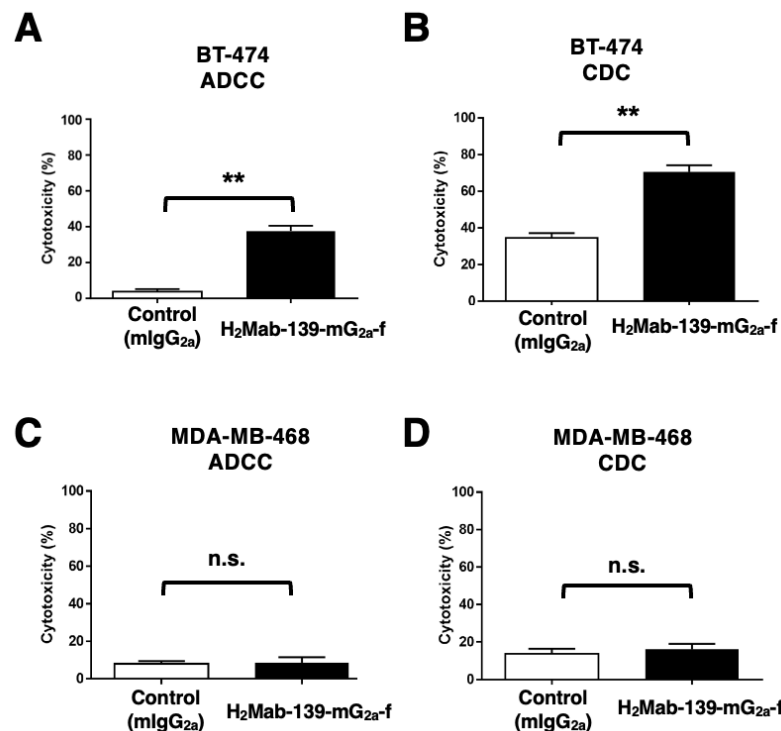 A
BT-474
ADCC
Cytotoxicity (%)
100
80
60
40
20
0
**
Control
(mIgG2a)
H2Mab-139-mG2a-f
B
BT-474
CDC
Cytotoxicity (%)
100
80
60
40
20
0
**
Control
(mIgG2a)
H2Mab-139-mG2a-f
C
MDA-MB-468
ADCC
Cytotoxicity (%)
100
80
60
40
20
0
n.s.
Control
(mIgG2a)
H2Mab-139-mG2a-f
D
MDA-MB-468
CDC
Cytotoxicity (%)
100
80
60
40
20
0
n.s.
Control
(mIgG2a)
H2Mab-139-mG2a-f